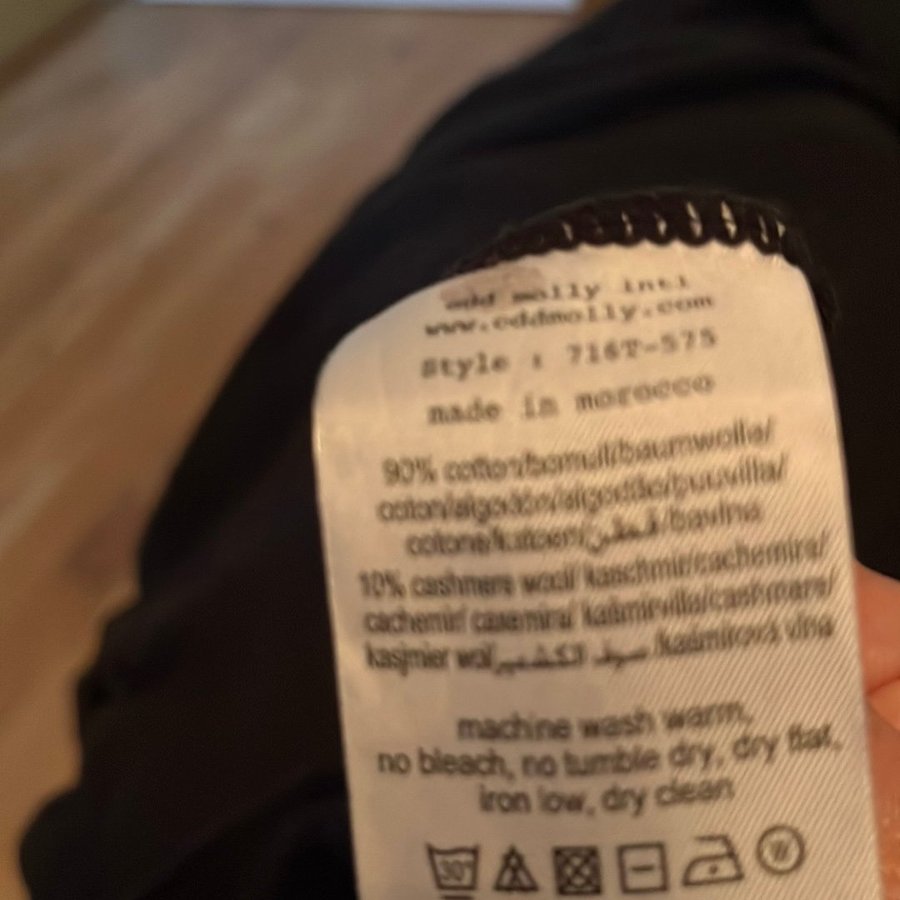 odd molly intl
www.oddmolly.com
Style : 716T-575
made in morocco
90% cotton/bomull/baumwolle/
coton/algodón/algodão/puuvilla/
cotone/katoen/قطن/bavlna
10% cashmere wool/ kaschmir/cachemire/
cachemir/ casemira/ kašmirvilla/cashmere/
kasjmier wol/صوف الكشمير/kašmírová vlna
machine wash warm,
no bleach, no tumble dry, dry flat,
iron low, dry clean
30°
W